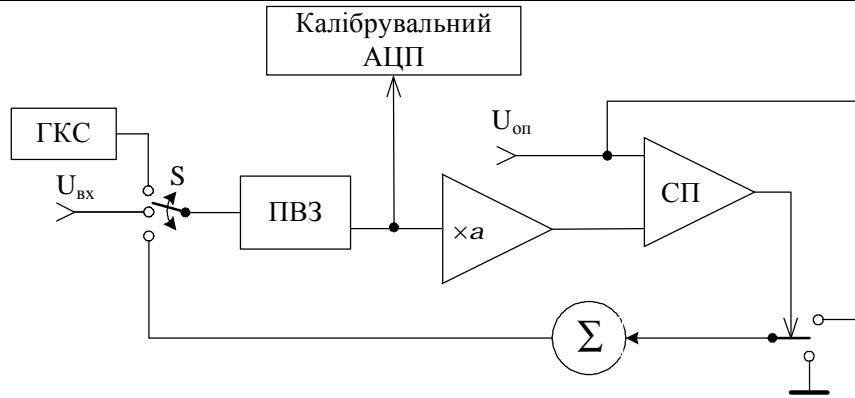 Калібрувальний
АЦП
ГКС
U_вх
S
ПВЗ
×a
U_оп
СП
Σ